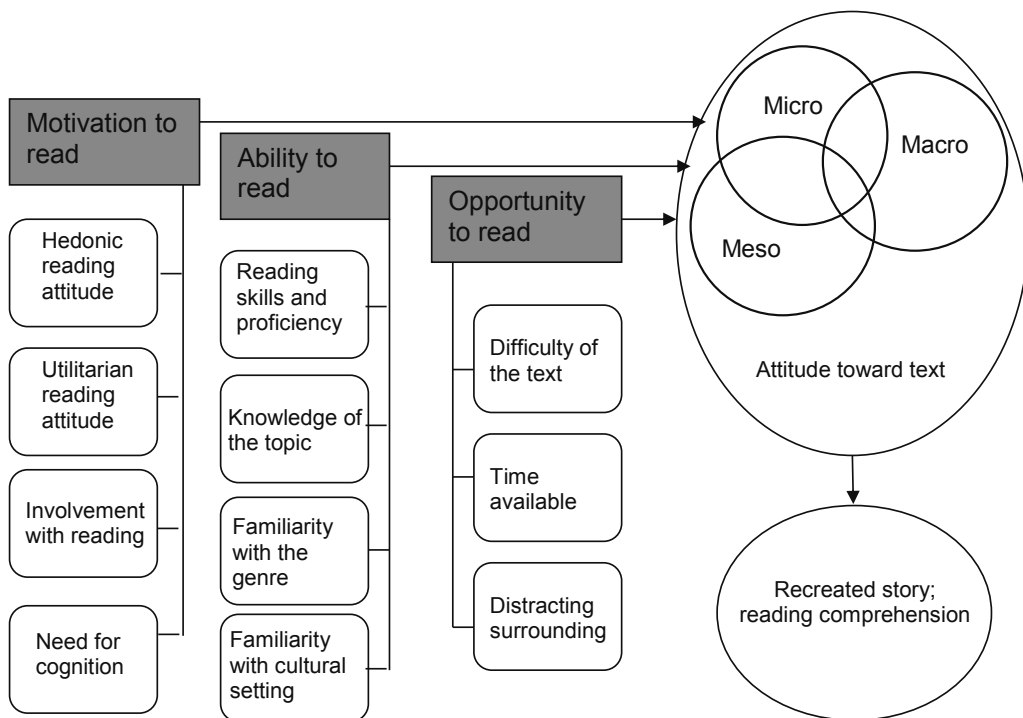 Motivation to
read
Hedonic
reading
attitude
Utilitarian
reading
attitude
Involvement
with reading
Need for
cognition
Ability to
read
Reading
skills and
proficiency
Knowledge of
the topic
Familiarity
with the
genre
Familiarity
with cultural
setting
Opportunity
to read
Difficulty of
the text
Time
available
Distracting
surrounding
Micro
Macro
Meso
Attitude toward text
Recreated story;
reading comprehension